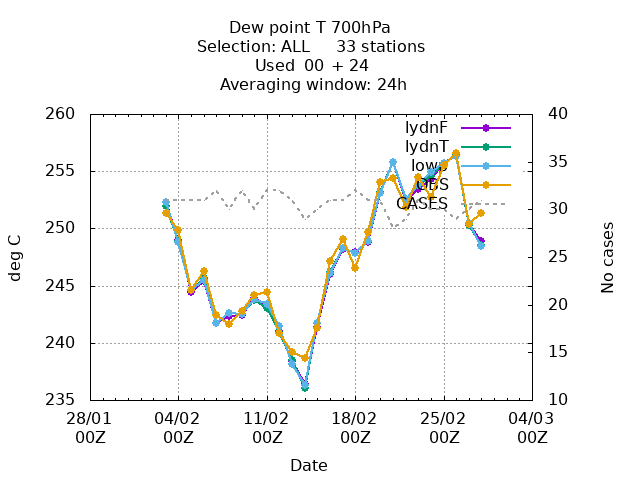 Dew point T 700hPa
Selection: ALL 33 stations
Used 00 + 24
Averaging window: 24h
260
255
250
245
240
235
deg C
40
35
30
25
20
15
10
No cases
lydnF
lydnT
lown
OBS
CASES
28/01 04/02 11/02 18/02 25/02 04/03
00Z 00Z 00Z 00Z 00Z 00Z
Date